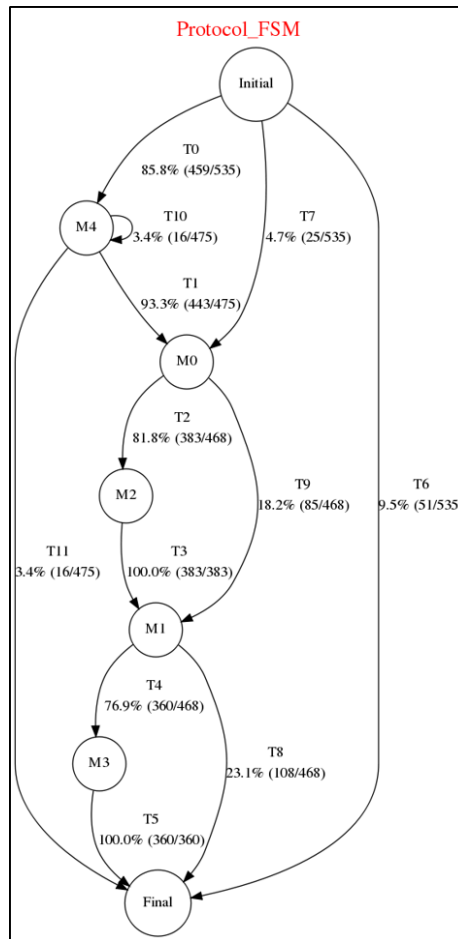 Protocol_FSM
Initial
T0
85.8% (459/535)
T10
3.4% (16/475)
T7
4.7% (25/535)
M4
T1
93.3% (443/475)
M0
T2
81.8% (383/468)
T9
18.2% (85/468)
T6
9.5% (51/535)
M2
T11
3.4% (16/475)
T3
100.0% (383/383)
M1
T4
76.9% (360/468)
T8
23.1% (108/468)
M3
T5
100.0% (360/360)
Final